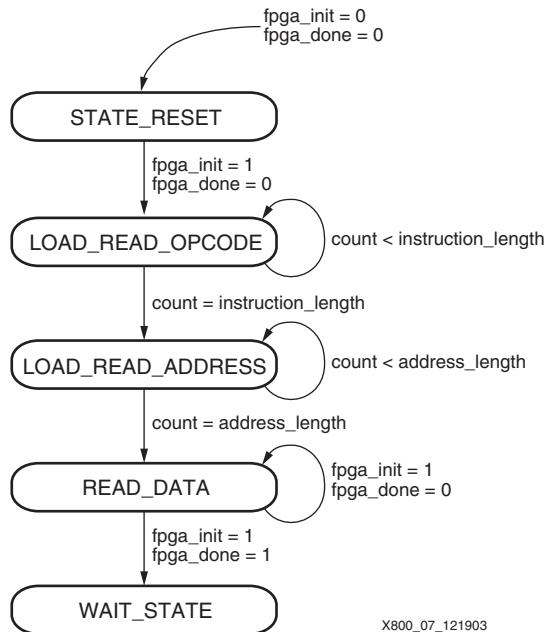 fpga_init = 0
fpga_done = 0
STATE_RESET
fpga_init = 1
fpga_done = 0
LOAD_READ_OPCODE
count < instruction_length
count = instruction_length
LOAD_READ_ADDRESS
count < address_length
count = address_length
READ_DATA
fpga_init = 1
fpga_done = 0
fpga_init = 1
fpga_done = 1
WAIT_STATE
X800_07_121903